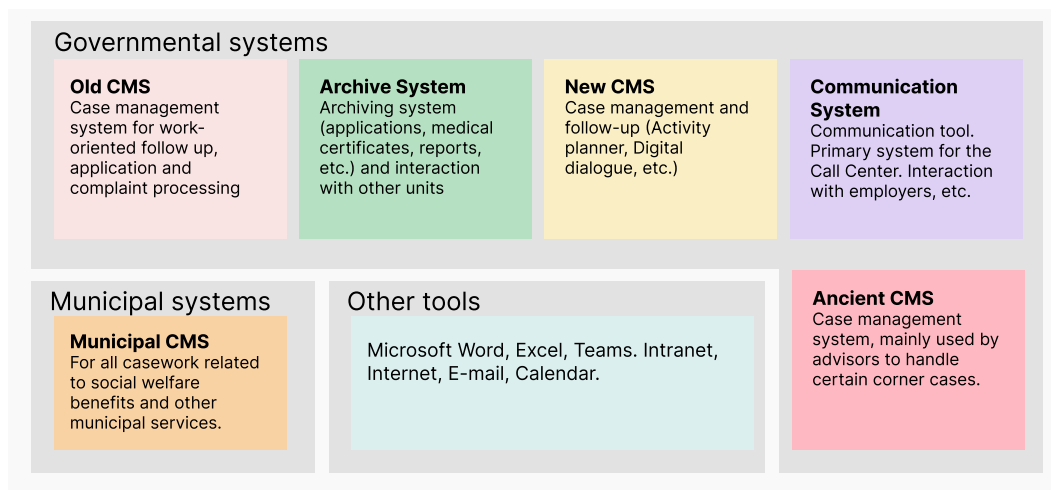 Governmental systems
Old CMS
Case management
system for work-
oriented follow up,
application and
complaint processing
Archive System
Archiving system
(applications, medical
certificates, reports,
etc.) and interaction
with other units
New CMS
Case management and
follow-up (Activity
planner, Digital
dialogue, etc.)
Communication
System
Communication tool.
Primary system for the
Call Center. Interaction
with employers, etc.
Municipal systems
Municipal CMS
For all casework related
to social welfare
benefits and other
municipal services.
Other tools
Microsoft Word, Excel, Teams. Intranet,
Internet, E-mail, Calendar.
Ancient CMS
Case management
system, mainly used by
advisors to handle
certain corner cases.